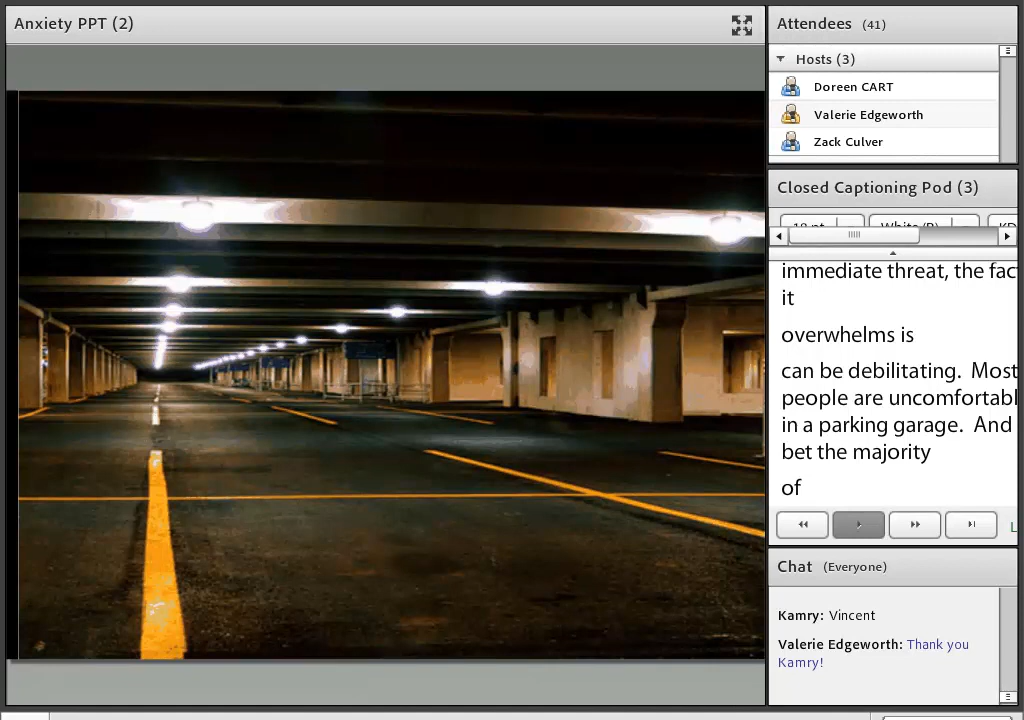 Anxiety PPT (2)
Attendees (41)
Hosts (3)
Doreen CART
Valerie Edgeworth
Zack Culver
Closed Captioning Pod (3)
immediate threat, the fac
it
overwhelms is
can be debilitating. Most
people are uncomfortabl
in a parking garage. And
bet the majority
of
Chat (Everyone)
Kamry: Vincent
Valerie Edgeworth: Thank you
Kamry!